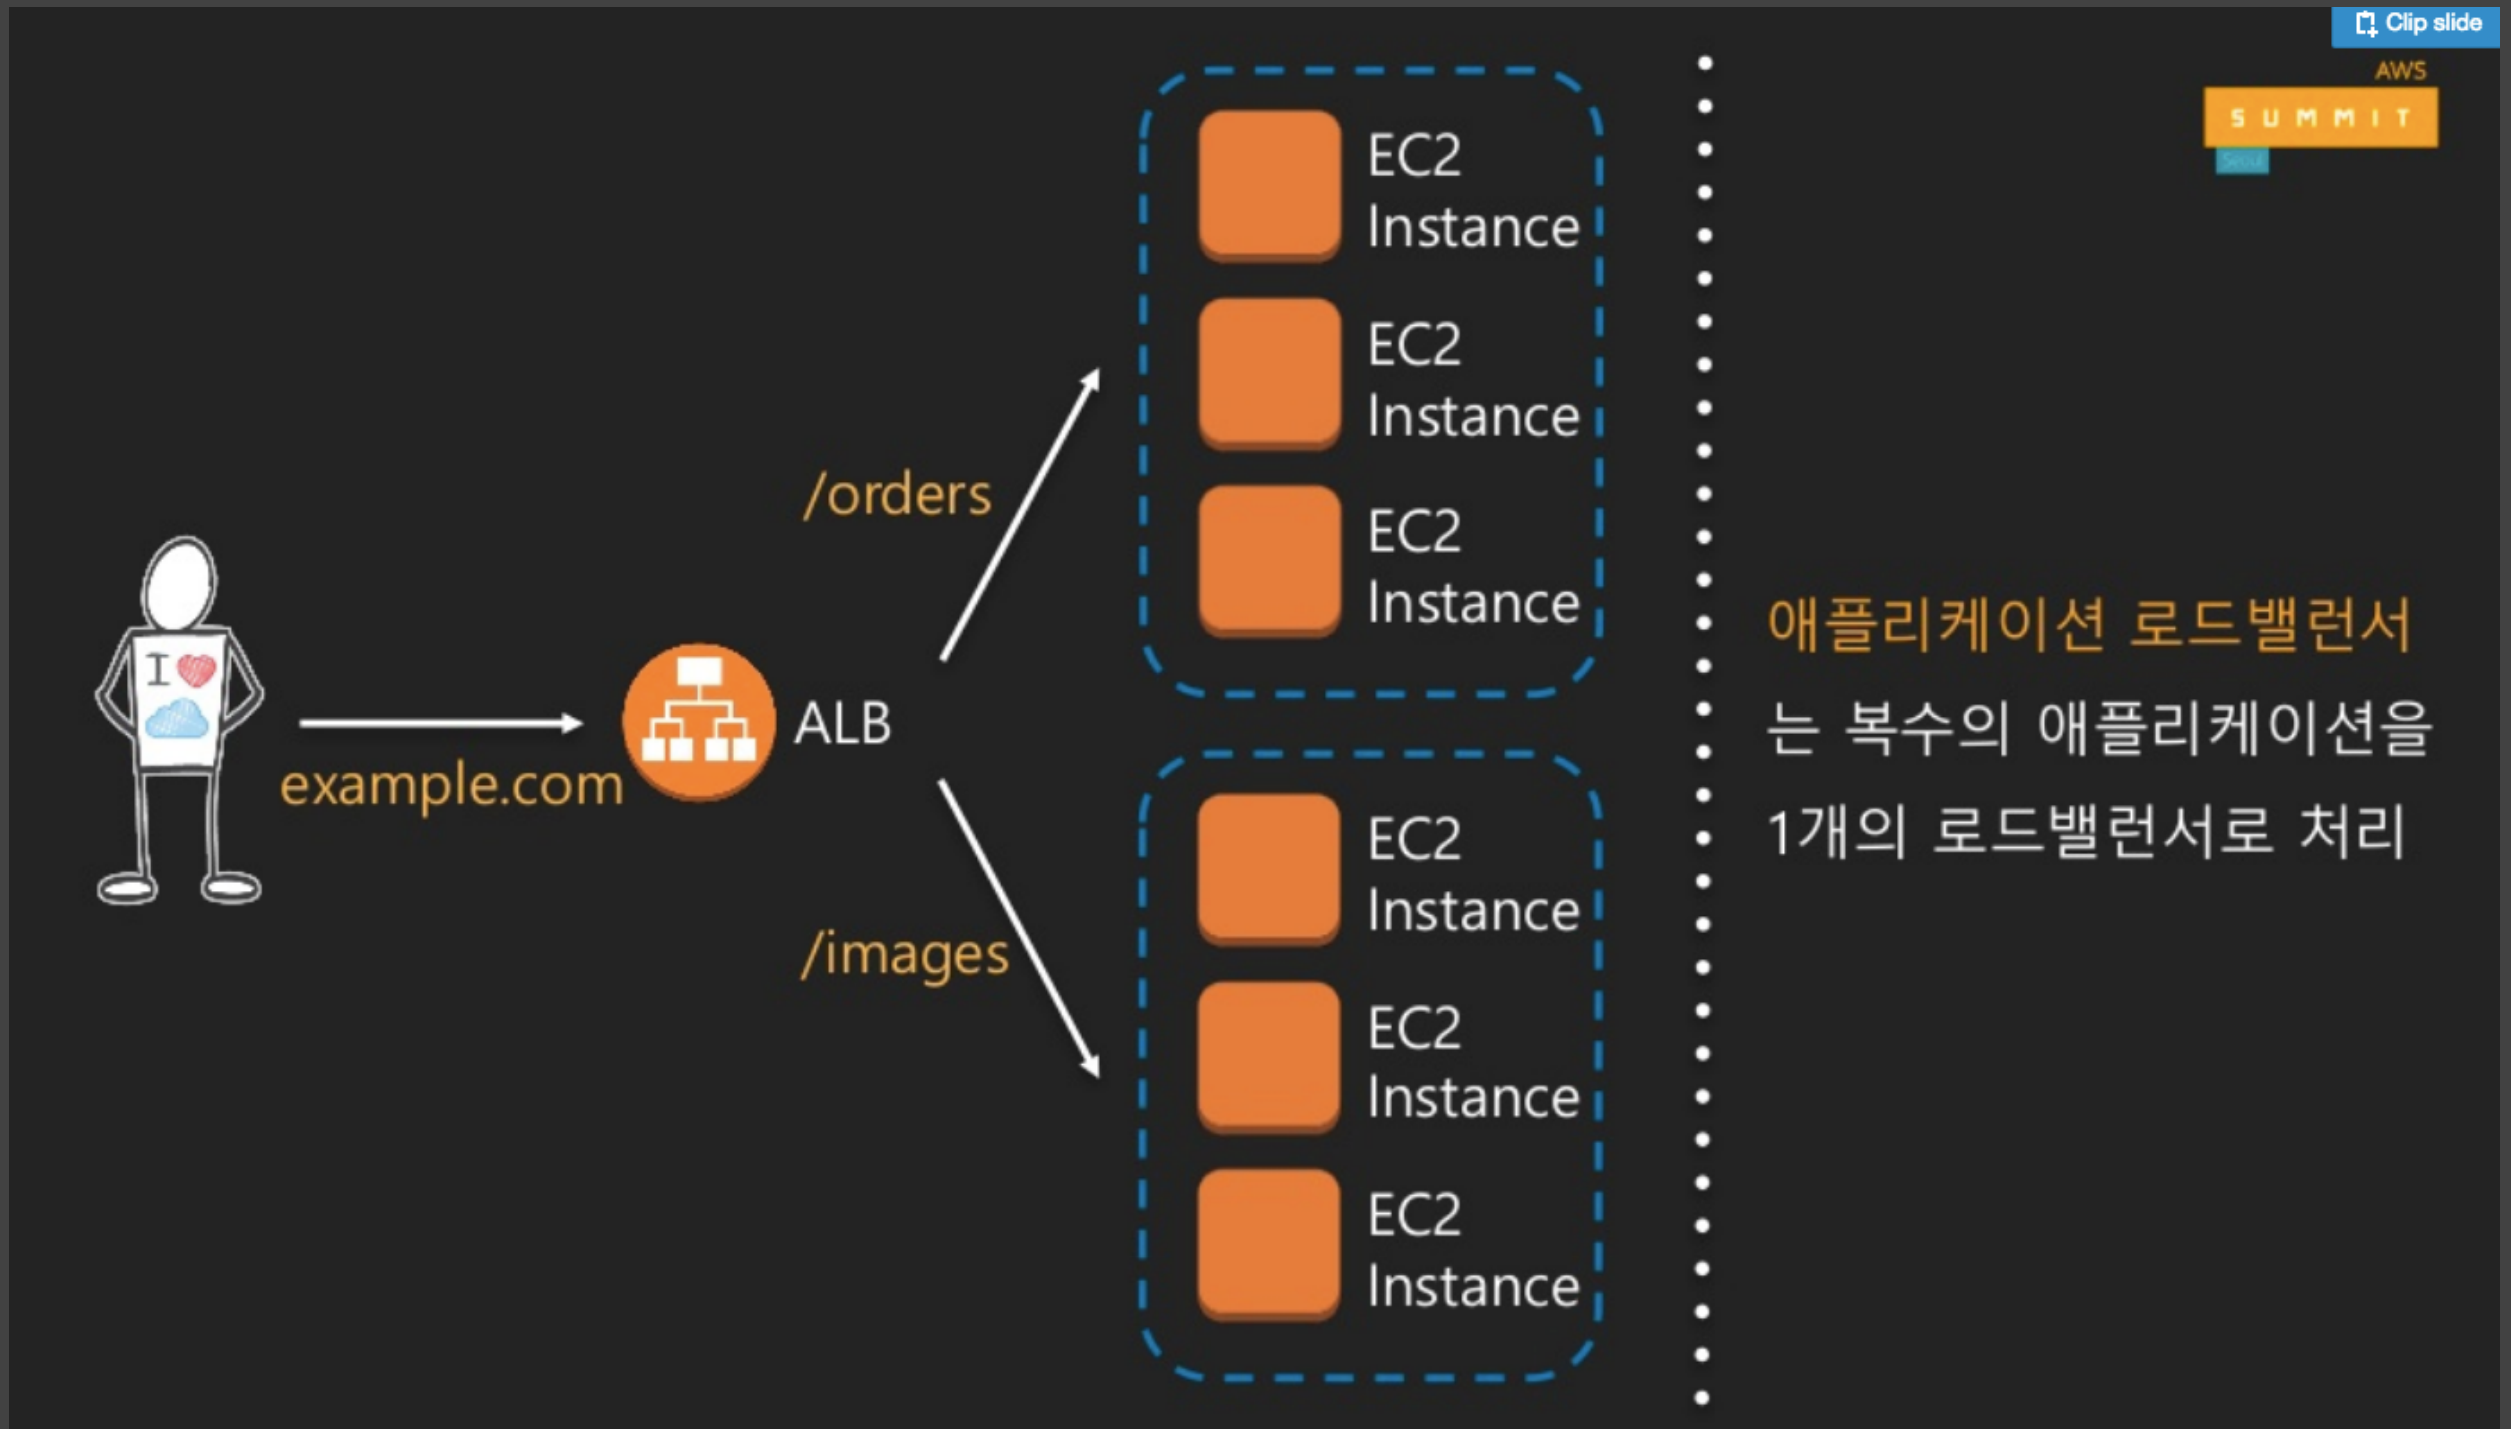 Clip slide
AWS
SUMMIT
Seoul
EC2
Instance
EC2
Instance
EC2
Instance
/orders
I
ALB
example.com
/images
EC2
Instance
EC2
Instance
EC2
Instance
애플리케이션 로드밸런서
는 복수의 애플리케이션을
1개의 로드밸런서로 처리